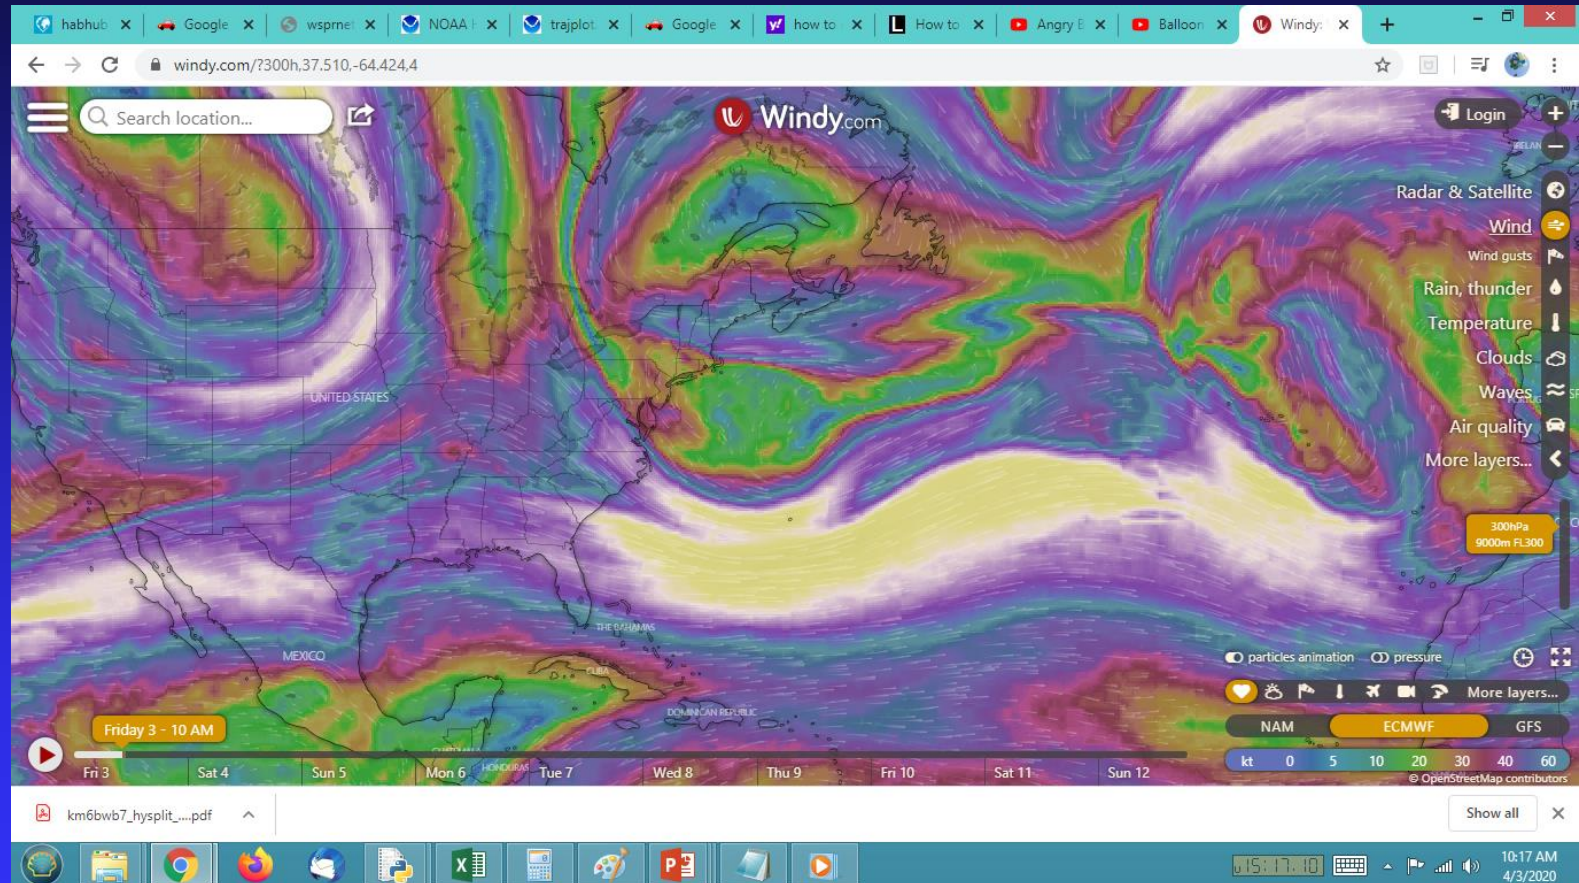 habhub
Google
wsprnet
NOAA H
trajplot.
Google
how to
How to
Angry B
Balloon
Windy:
windy.com/?300h,37.510,-64.424,4
Search location...
Windy.com
Login
Radar & Satellite
Wind
Wind gusts
Rain, thunder
Temperature
Clouds
Waves
Air quality
More layers...
300hPa
9000m FL300
UNITED STATES
THE BAHAMAS
MEXICO
CUBA
DOMINICAN REPUBLIC
HONDURAS
particles animation
pressure
More layers...
NAM ECMWF GFS
kt 0 5 10 20 30 40 60
© OpenStreetMap contributors
Friday 3 - 10 AM
Fri 3 Sat 4 Sun 5 Mon 6 Tue 7 Wed 8 Thu 9 Fri 10 Sat 11 Sun 12
km6bwb7_hysplit_....pdf
Show all
15:17.10
10:17 AM
4/3/2020